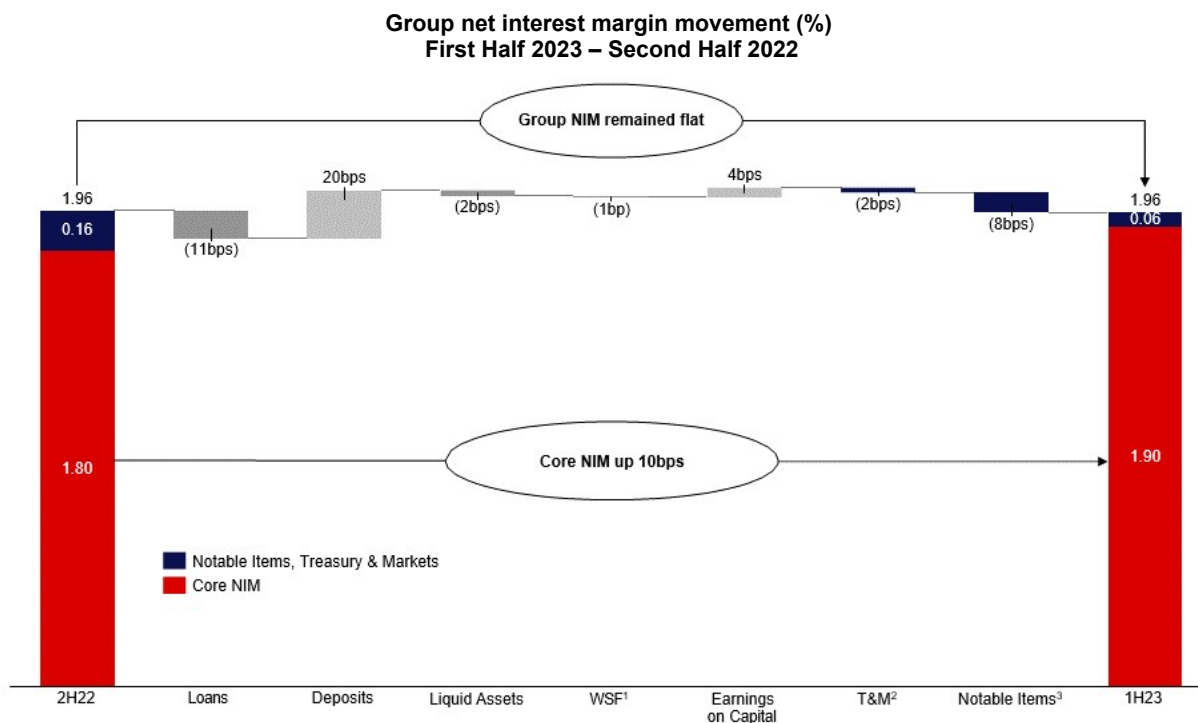 Group net interest margin movement (%)
First Half 2023 – Second Half 2022
Group NIM remained flat
1.96
0.16
(11bps)
20bps
(2bps)
(1bp)
4bps
(2bps)
(8bps)
1.96
0.06
1.80
Core NIM up 10bps
1.90
Notable Items, Treasury & Markets
Core NIM
2H22
Loans
Deposits
Liquid Assets
WSF¹
Earnings
on Capital
T&M²
Notable Items³
1H23